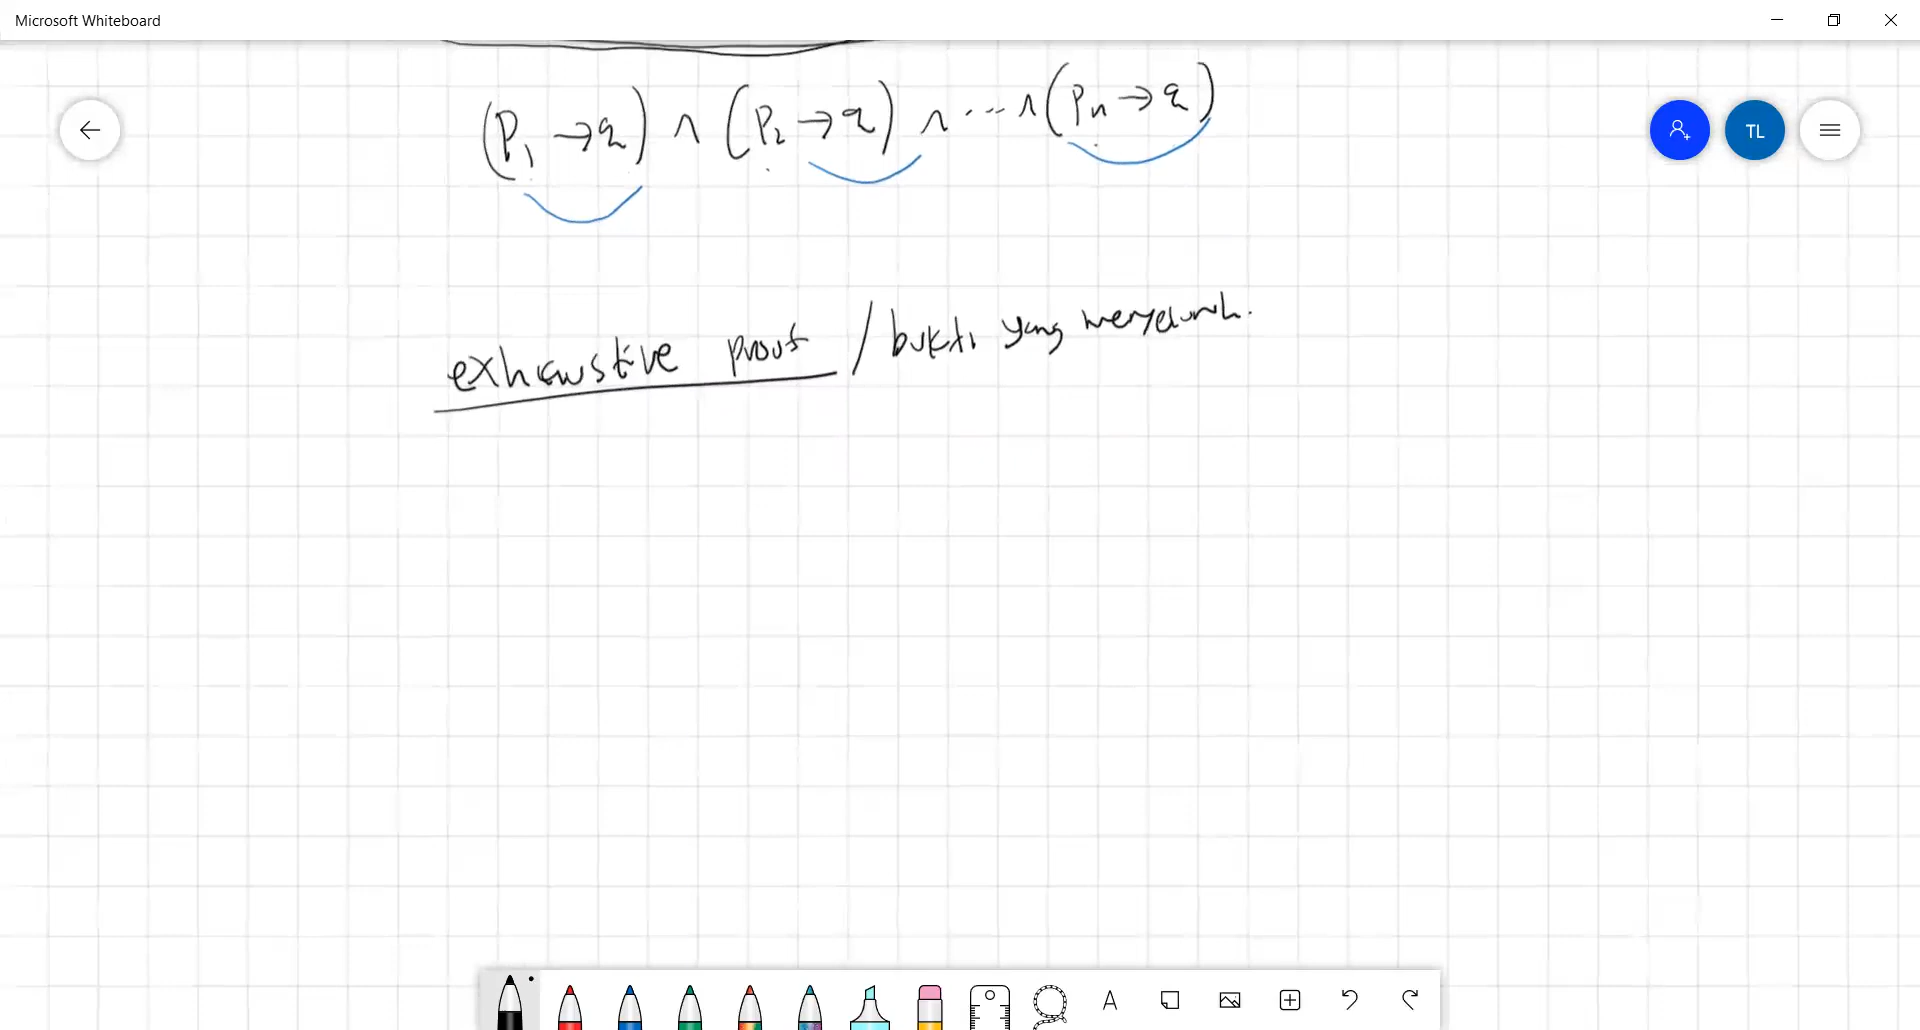 Microsoft Whiteboard
(P₁ → q) ∧ (P₂ → q) ∧ ... ∧ (Pₙ → q)
TL
exhaustive proof / bukti yang menyeluruh.
A